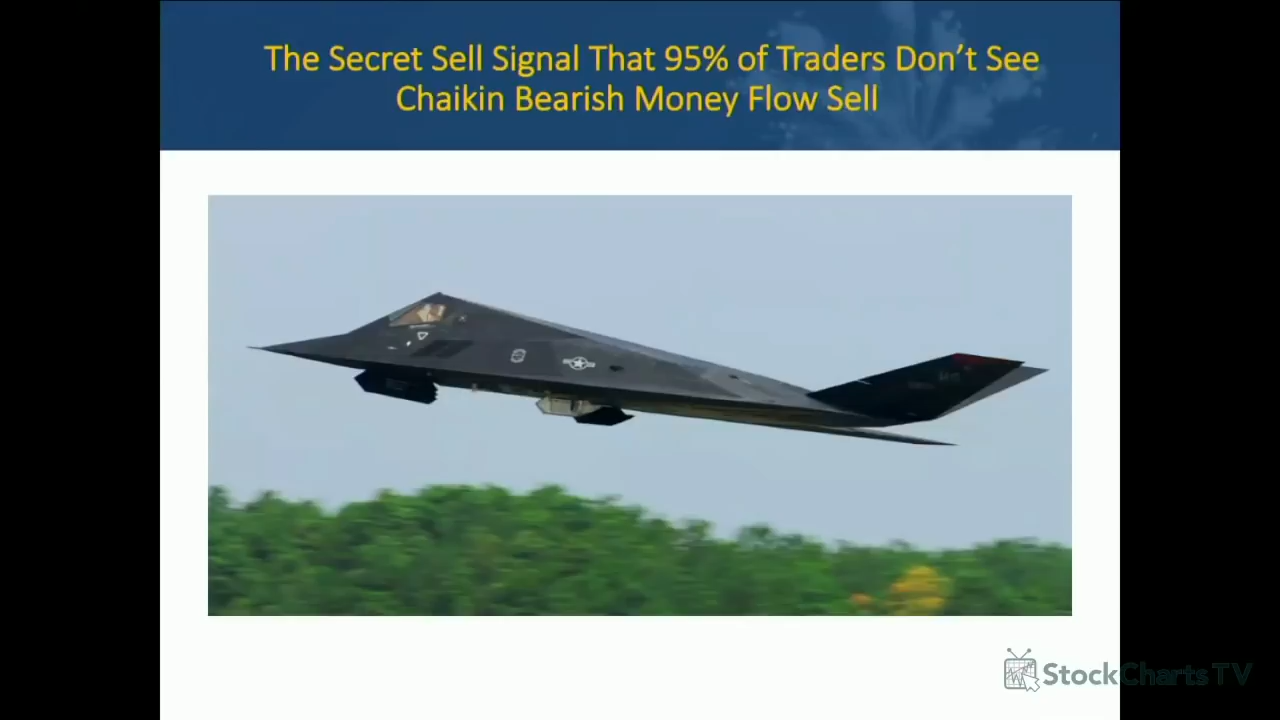 The Secret Sell Signal That 95% of Traders Don’t See
Chaikin Bearish Money Flow Sell
StockChartsTV